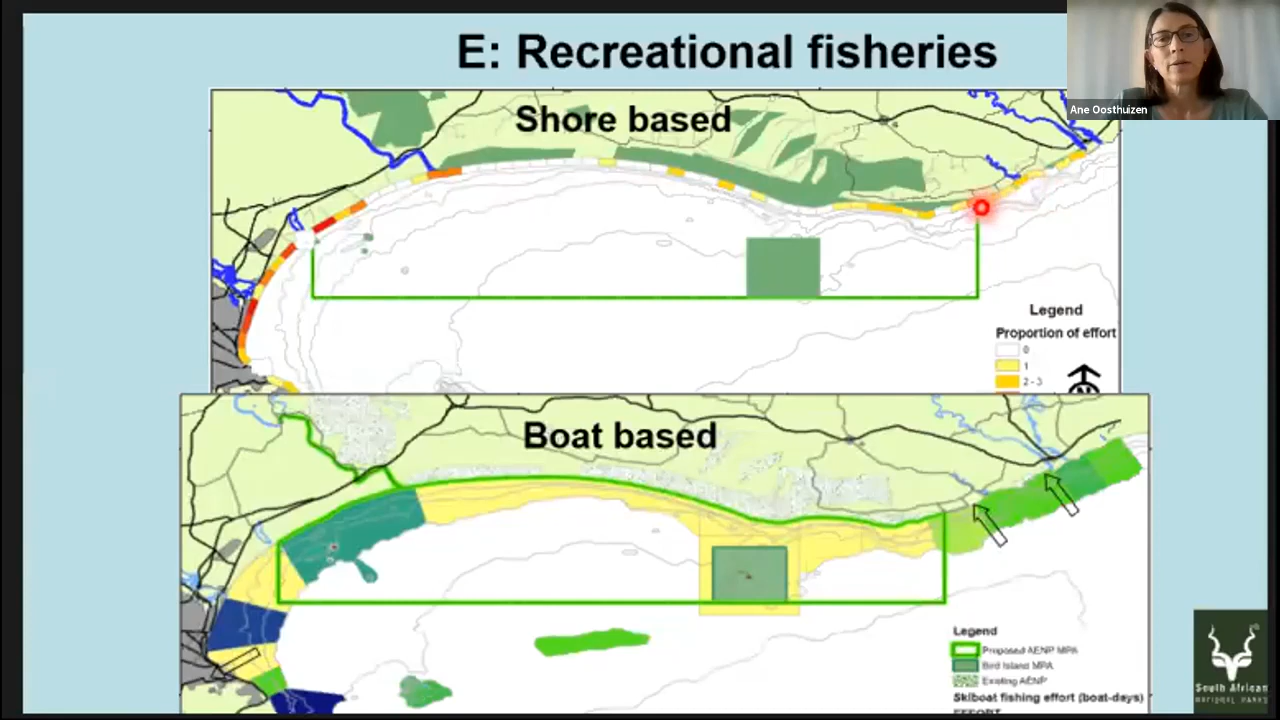 E: Recreational fisheries
Ane Oosthuizen
Shore based
Legend
Proportion of effort
0
1
2 - 3
Boat based
Legend
Proposed AENP MPA
Bird Island MPA
Existing AENP
Skiboat fishing effort (boat-days)
South African
NATIONAL PARKS